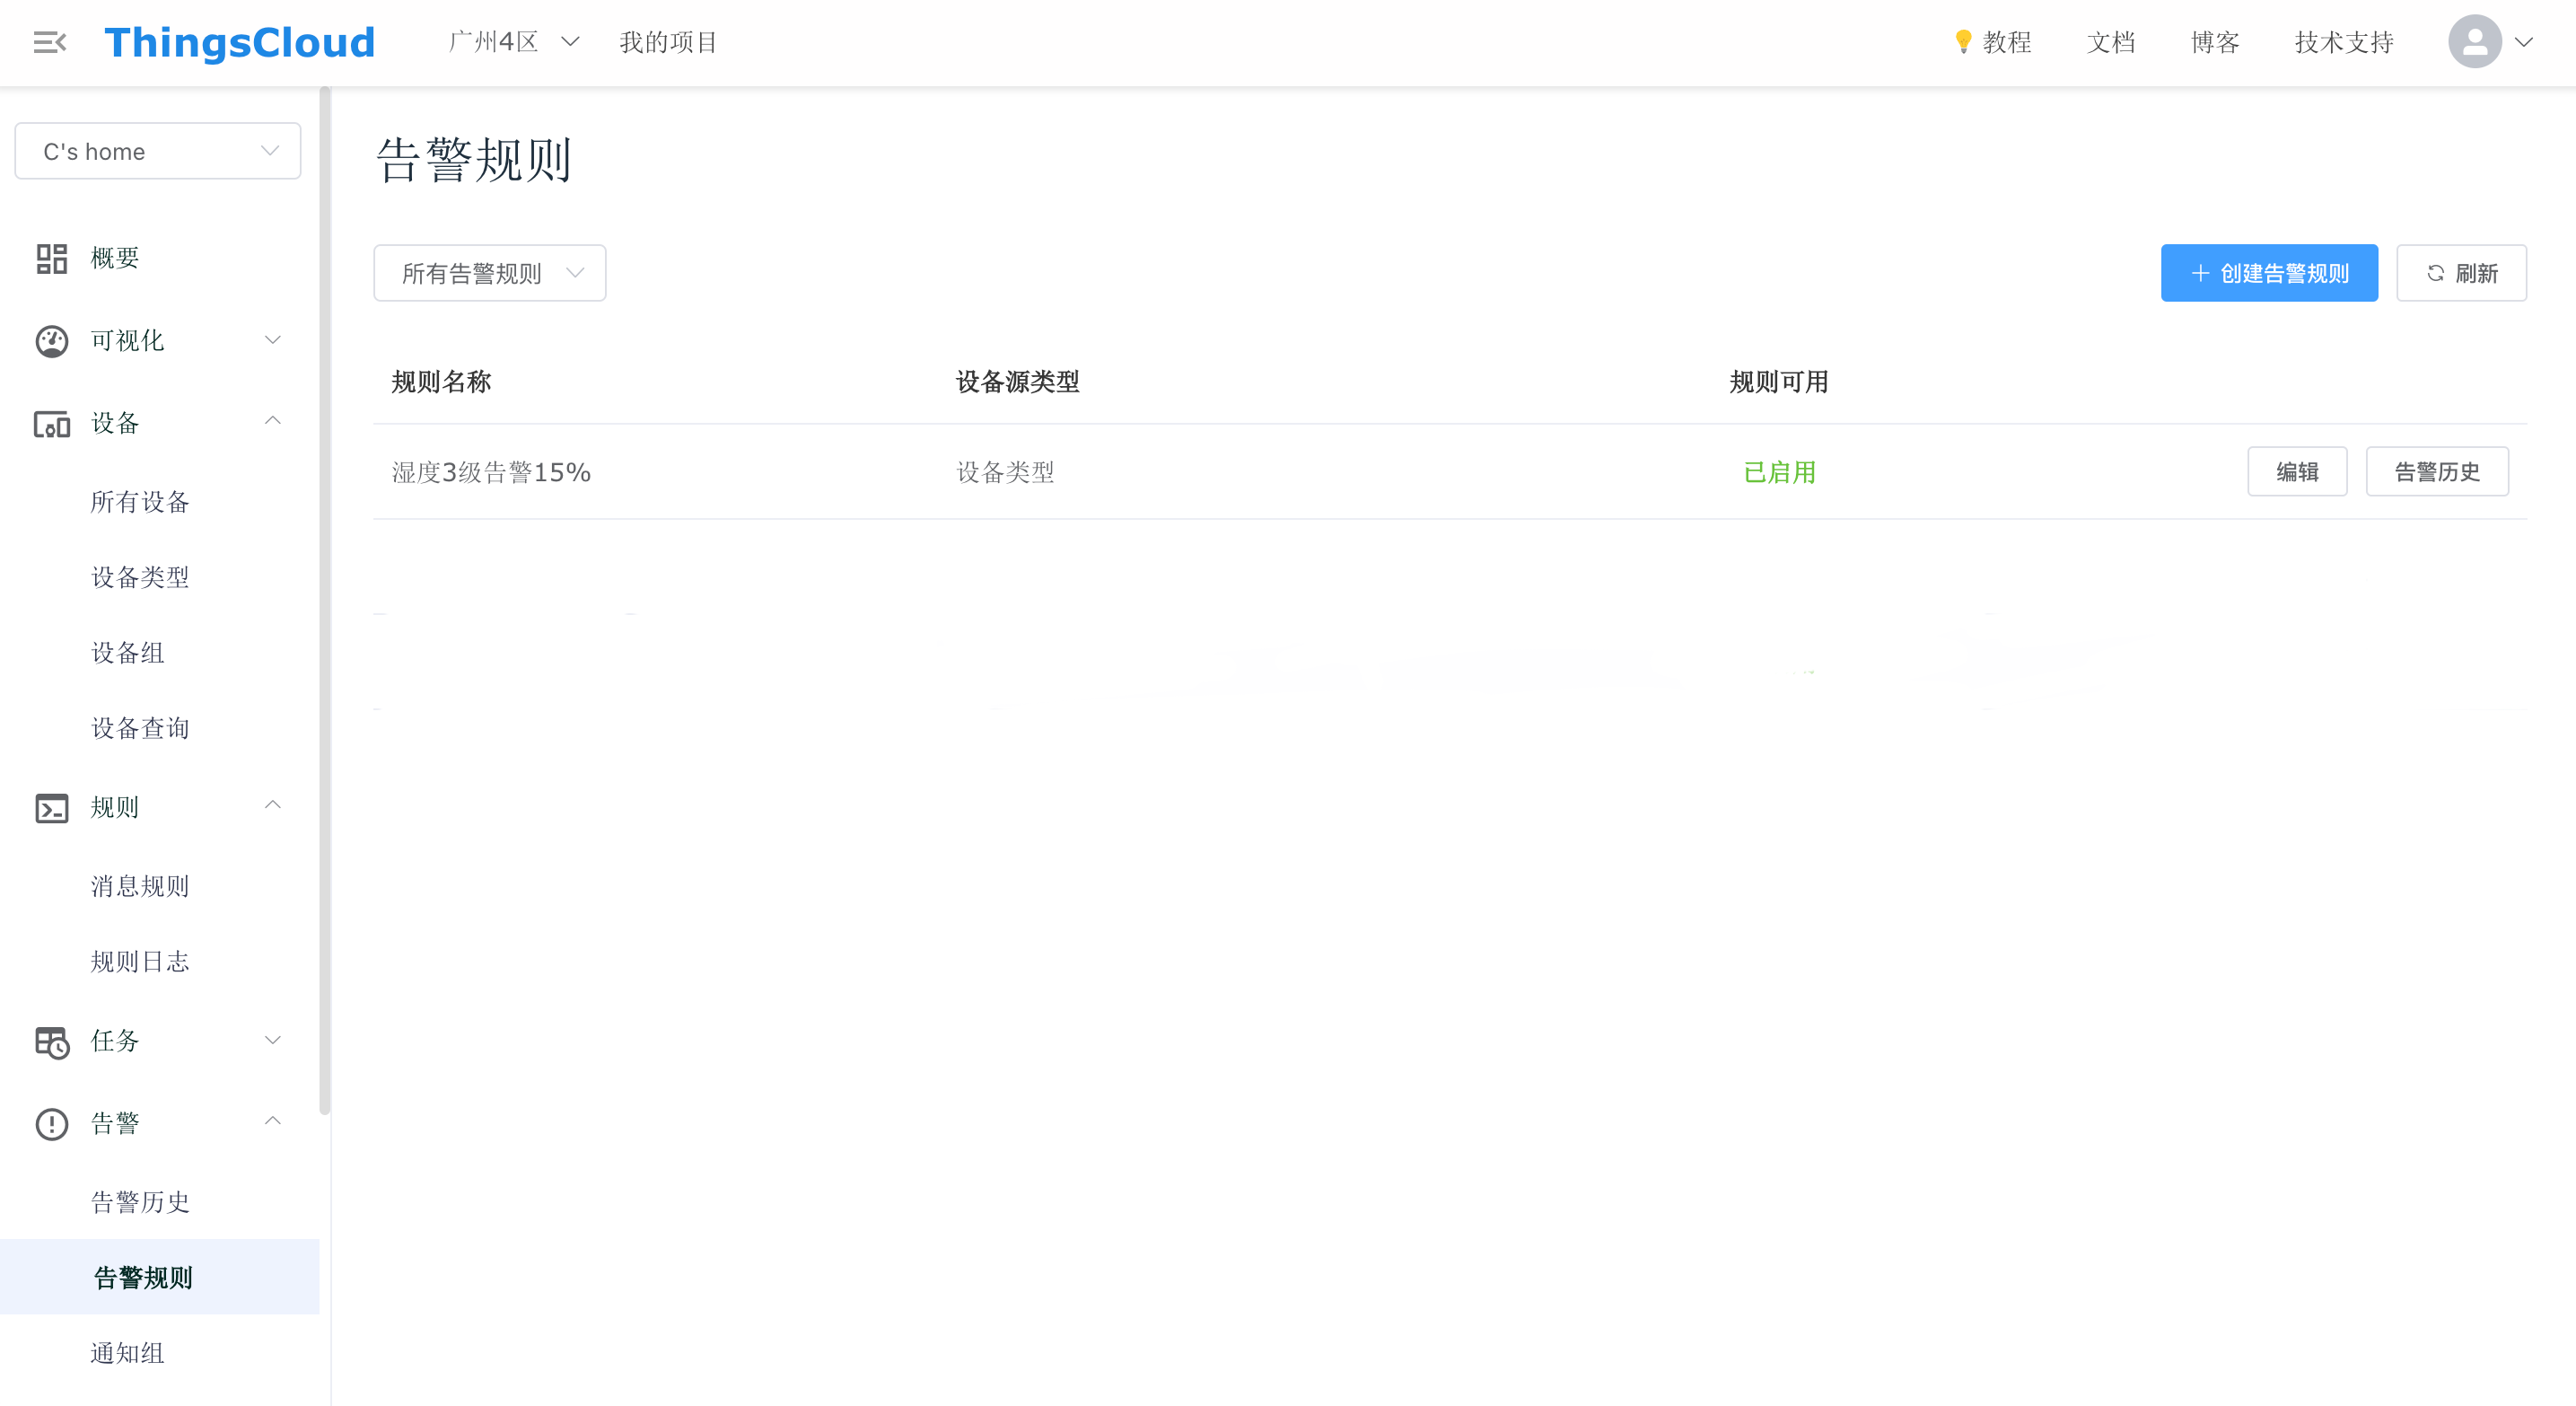 ThingsCloud 广州4区 我的项目 教程 文档 博客 技术支持
C's home
概要
可视化
设备
所有设备
设备类型
设备组
设备查询
规则
消息规则
规则日志
任务
告警
告警历史
告警规则
通知组
告警规则
所有告警规则 创建告警规则 刷新
规则名称 设备源类型 规则可用
湿度3级告警15% 设备类型 已启用 编辑 告警历史